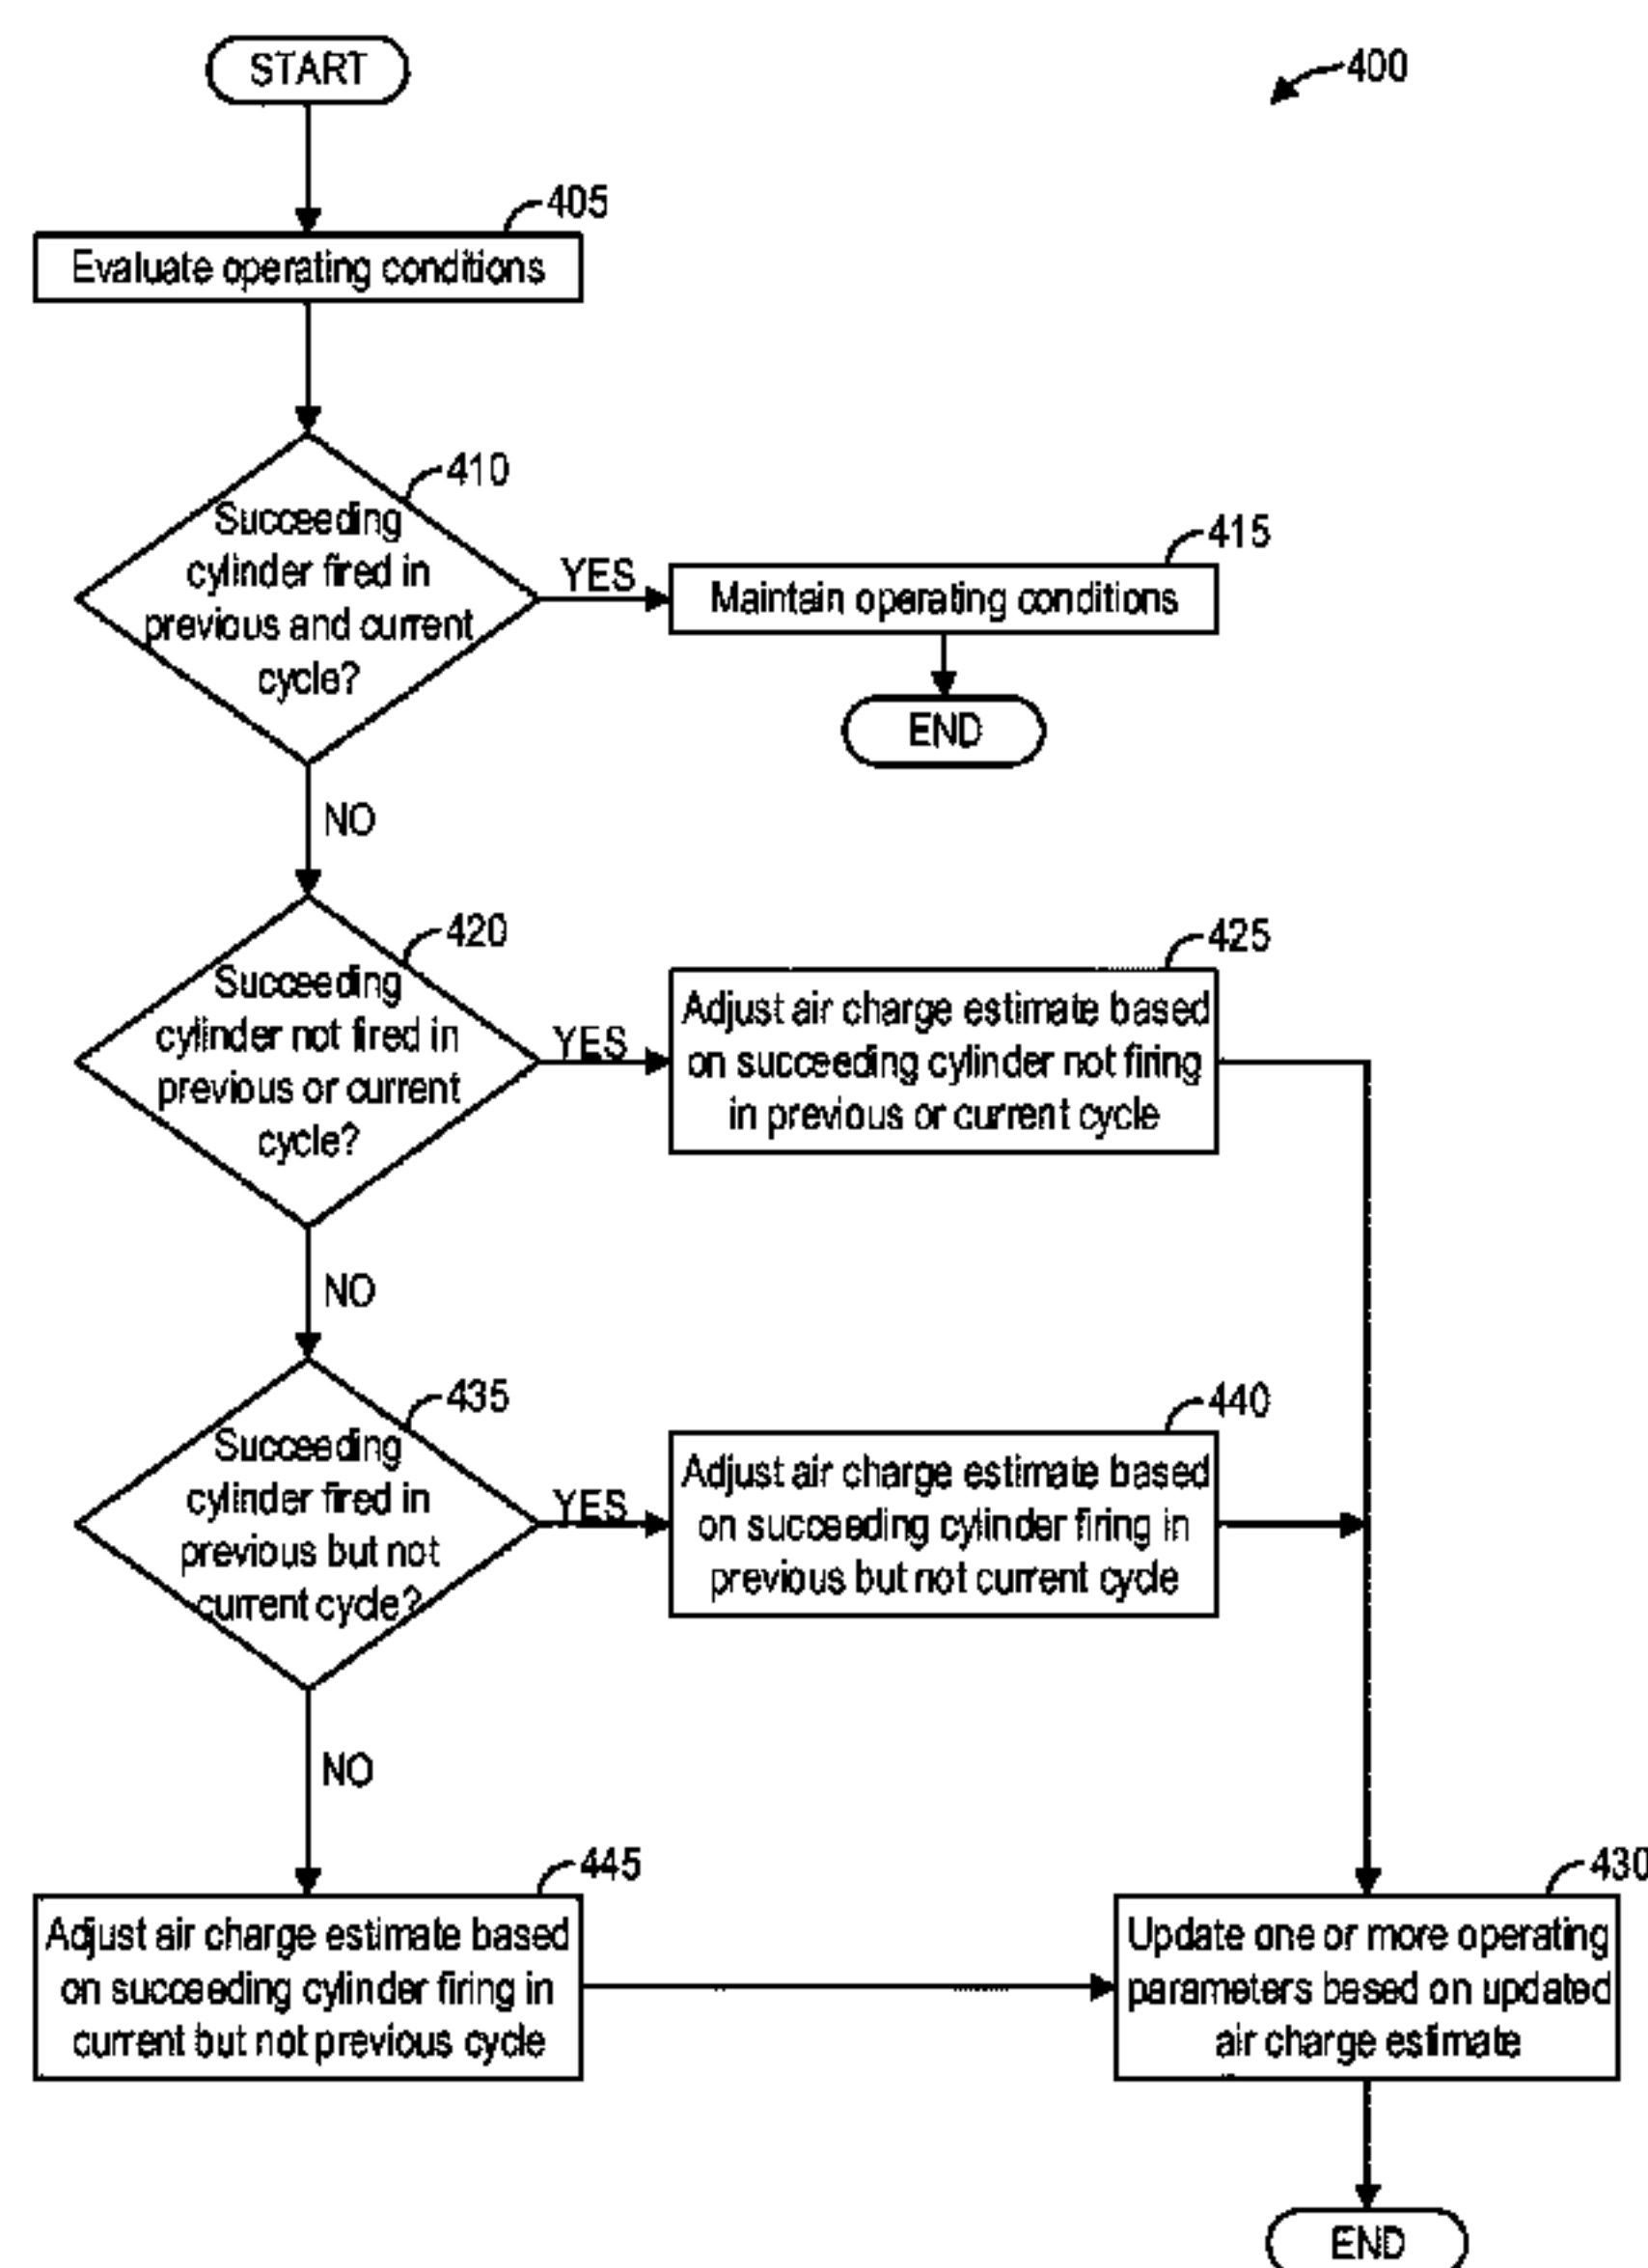 START
400
405
Evaluate operating conditions
410
Succeeding
cylinder fired in
previous and current
cycle?
YES
415
Maintain operating conditions
END
NO
420
Succeeding
cylinder not fired in
previous or current
cycle?
YES
425
Adjust air charge estimate based
on succeeding cylinder not firing
in previous or current cycle
NO
435
Succeeding
cylinder fired in
previous but not
current cycle?
YES
440
Adjust air charge estimate based
on succeeding cylinder firing in
previous but not current cycle
NO
445
Adjust air charge estimate based
on succeeding cylinder firing in
current but not previous cycle
430
Update one or more operating
parameters based on updated
air charge estimate
END